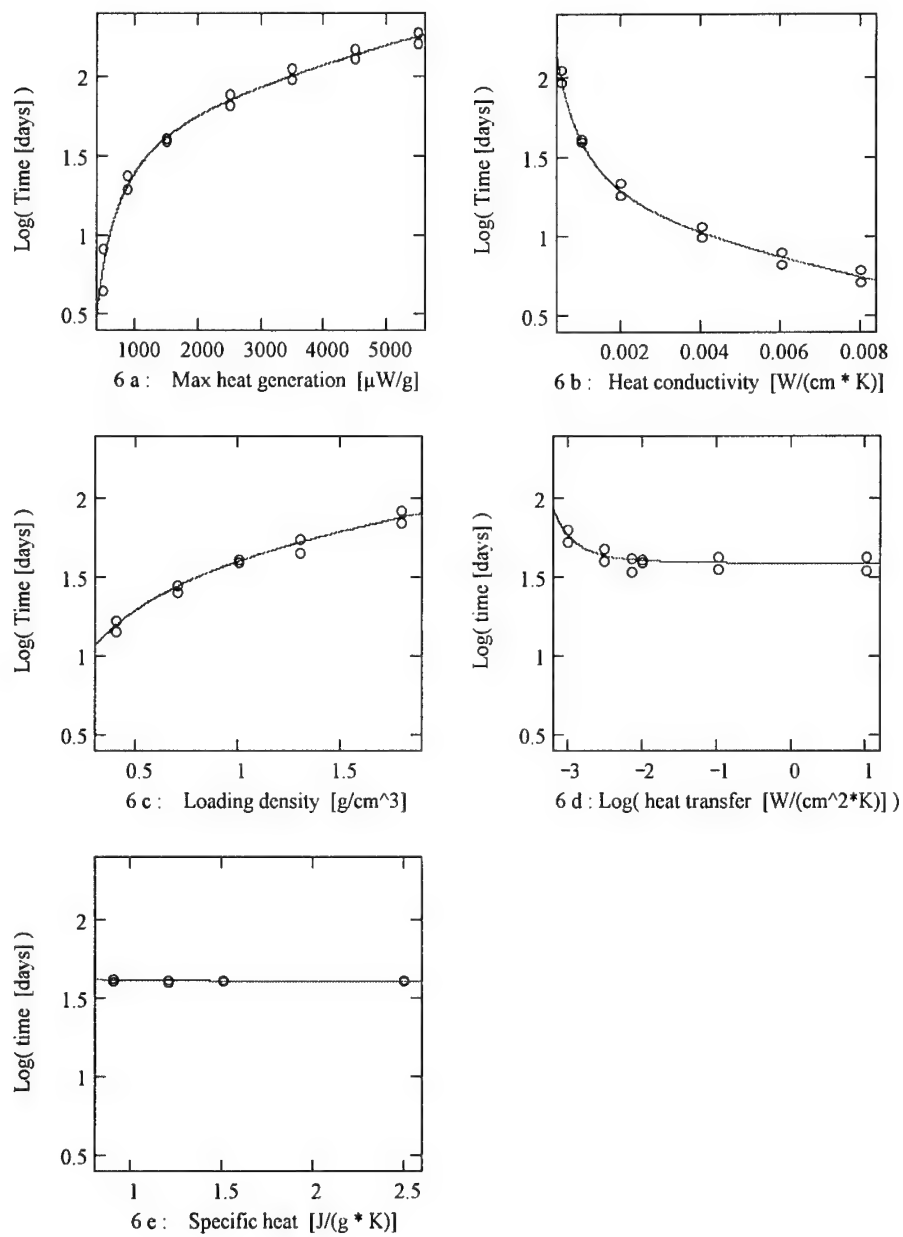 Log( Time [days] )
2
1.5
1
0.5
1000 2000 3000 4000 5000
6 a : Max heat generation [µW/g]
Log( Time [days] )
2
1.5
1
0.5
0.002 0.004 0.006 0.008
6 b : Heat conductivity [W/(cm * K)]
Log( Time [days] )
2
1.5
1
0.5
0.5 1 1.5
6 c : Loading density [g/cm^3]
Log( time [days] )
2
1.5
1
0.5
−3 −2 −1 0 1
6 d : Log( heat transfer [W/(cm^2*K)] )
Log( time [days] )
2
1.5
1
0.5
1 1.5 2 2.5
6 e : Specific heat [J/(g * K)]